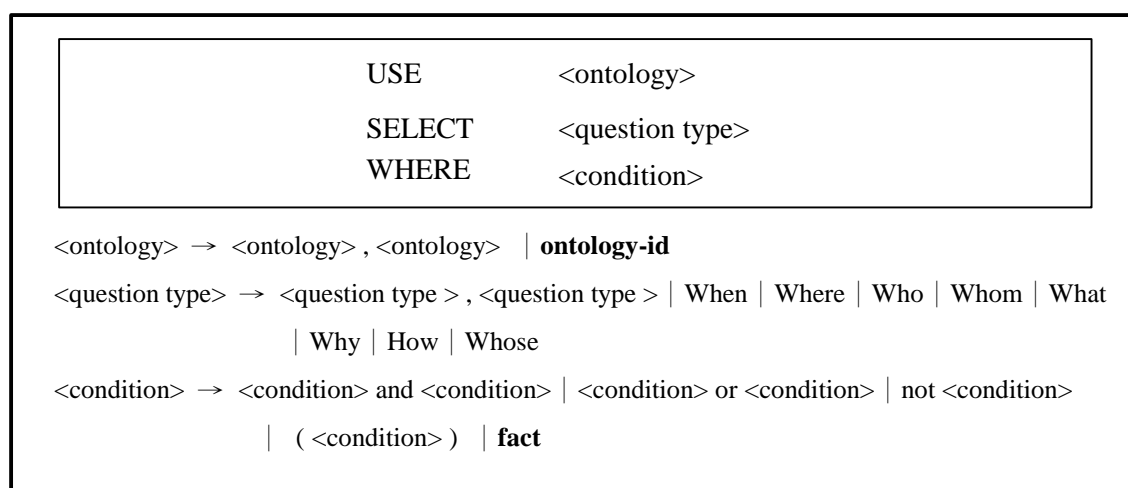 USE <ontology>
SELECT <question type>
WHERE <condition>
<ontology> → <ontology> , <ontology> | ontology-id
<question type> → <question type > , <question type > | When | Where | Who | Whom | What
| Why | How | Whose
<condition> → <condition> and <condition> | <condition> or <condition> | not <condition>
| ( <condition> ) | fact